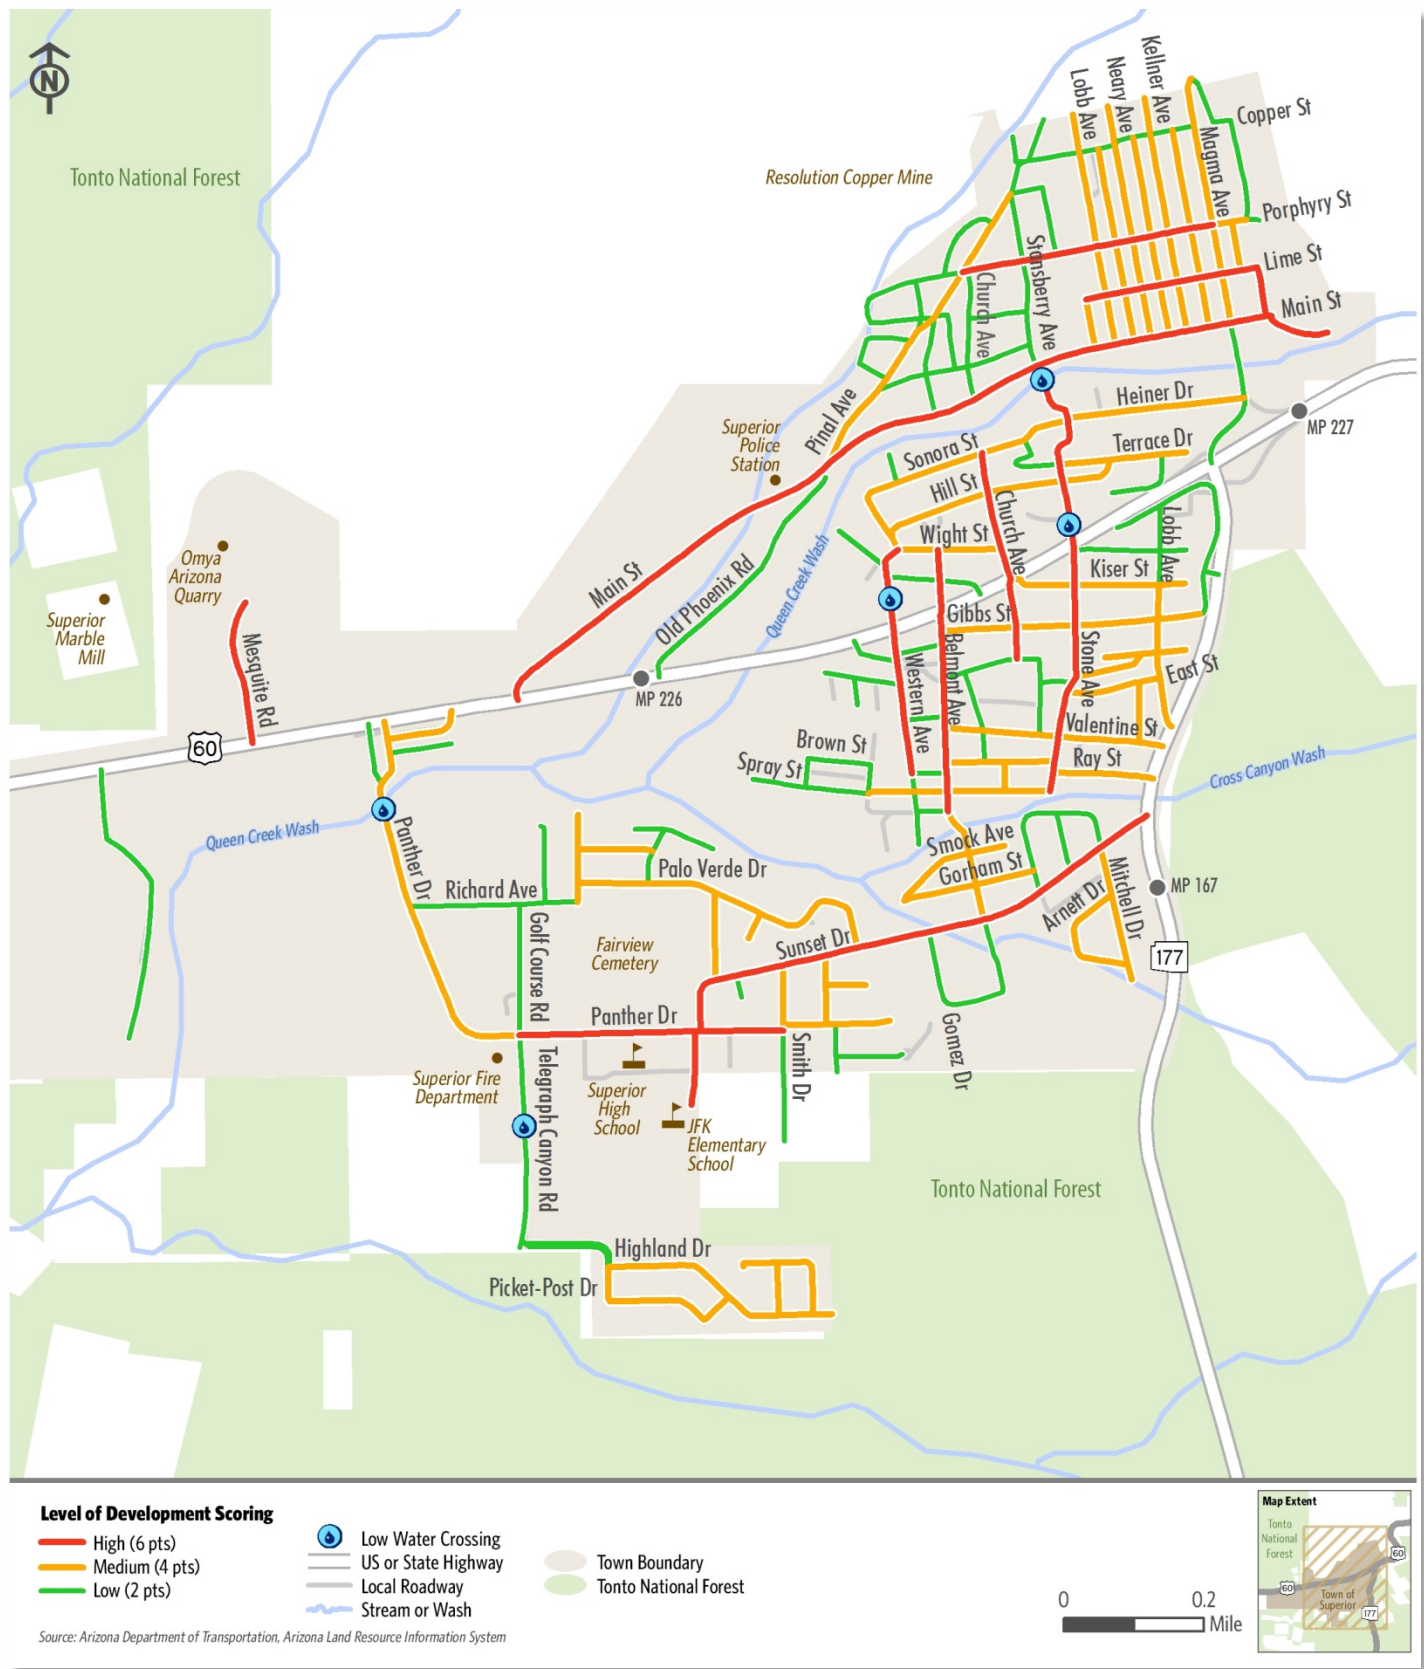 N
Kellner Ave
Neary Ave
Lobb Ave
Copper St
Magma Ave
Tonto National Forest
Resolution Copper Mine
Porphyry St
Stansberry Ave
Lime St
Church Ave
Main St
Heiner Dr
Pinal Ave
MP 227
Superior
Police
Station
Sonora St
Terrace Dr
Hill St
Church Ave
Lobb Ave
Wight St
Omya
Arizona
Quarry
Main St
Old Phoenix Rd
Queen Creek Wash
Kiser St
Superior
Marble
Mill
Gibbs St
Mesquite Rd
Western Ave
Belmont Ave
Stone Ave
East St
MP 226
60
Valentine St
Brown St
Spray St
Ray St
Cross Canyon Wash
Queen Creek Wash
Panther Dr
Smock Ave
Gorham St
Palo Verde Dr
Richard Ave
Arnett Dr
Mitchell Dr
MP 167
Golf Course Rd
Fairview
Cemetery
Sunset Dr
177
Panther Dr
Gomez Dr
Smith Dr
Superior Fire
Department
Telegraph Canyon Rd
Superior
High
School
JFK
Elementary
School
Tonto National Forest
Highland Dr
Picket-Post Dr
Level of Development Scoring
High (6 pts)
Medium (4 pts)
Low (2 pts)
Low Water Crossing
US or State Highway
Local Roadway
Stream or Wash
Town Boundary
Tonto National Forest
0 0.2
Mile
Map Extent
Tonto
National
Forest
60
60
Town of
Superior
177
Source: Arizona Department of Transportation, Arizona Land Resource Information System